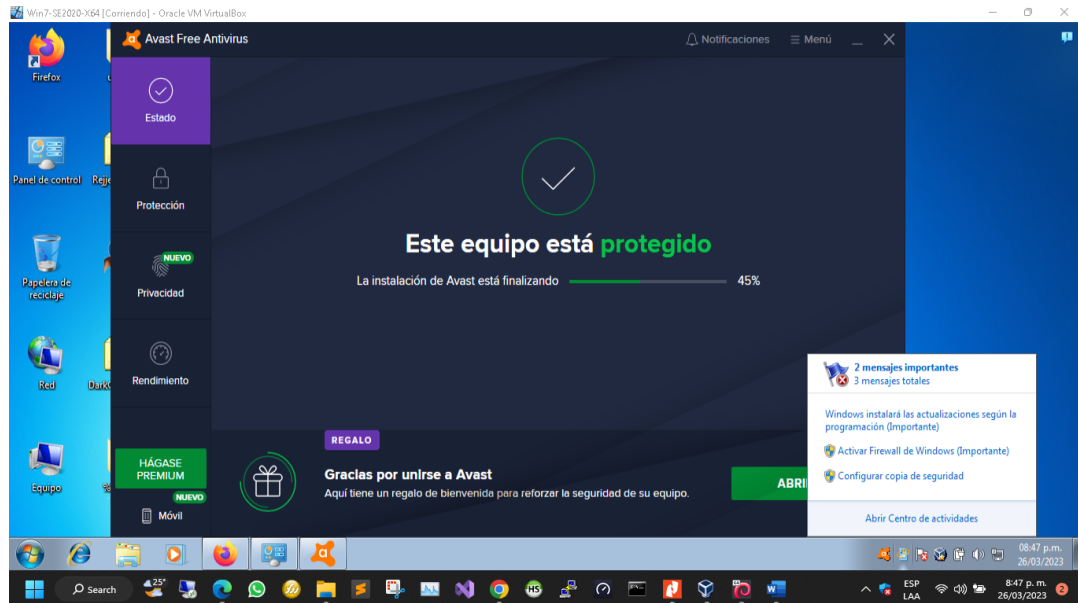 Win7-SE2020-X64 [Corriendo] - Oracle VM VirtualBox
Avast Free Antivirus
Notificaciones
Menú
Firefox
Estado
Panel de control
Protección
Este equipo está protegido
La instalación de Avast está finalizando 45%
NUEVO
Papelera de
reciclaje
Privacidad
Red
Rendimiento
2 mensajes importantes
3 mensajes totales
Windows instalará las actualizaciones según la
programación (Importante)
Activar Firewall de Windows (Importante)
Configurar copia de seguridad
Abrir Centro de actividades
REGALO
Gracias por unirse a Avast
Aquí tiene un regalo de bienvenida para reforzar la seguridad de su equipo.
ABRI
HÁGASE
PREMIUM
NUEVO
Equipo
Móvil
08:47 p.m.
26/03/2023
Search
25°
HS
ESP
LAA
8:47 p. m.
26/03/2023
2